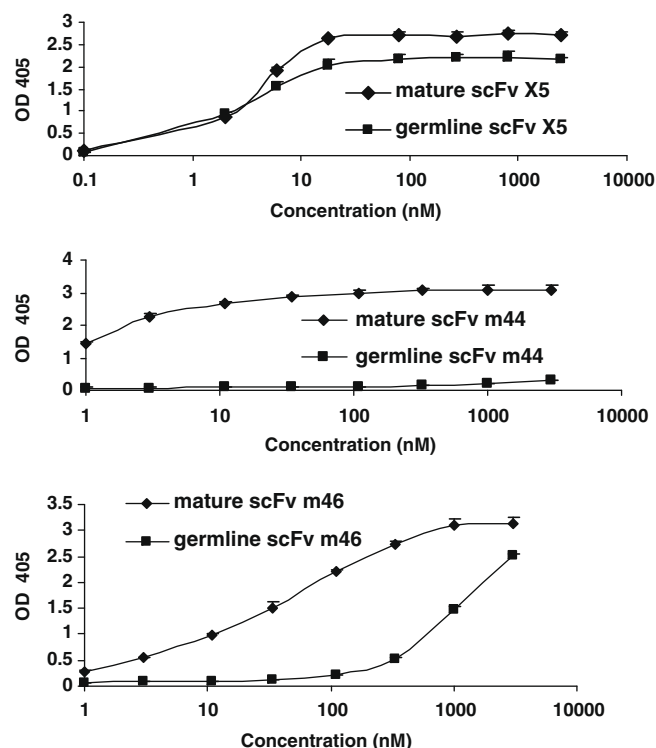 3
2.5
2
1.5
1
0.5
0
OD 405
mature scFv X5
germline scFv X5
0.1 1 10 100 1000 10000
Concentration (nM)
4
3
2
1
0
OD 405
mature scFv m44
germline scFv m44
1 10 100 1000 10000
Concentration (nM)
3.5
3
2.5
2
1.5
1
0.5
0
OD 405
mature scFv m46
germline scFv m46
1 10 100 1000 10000
Concentration (nM)